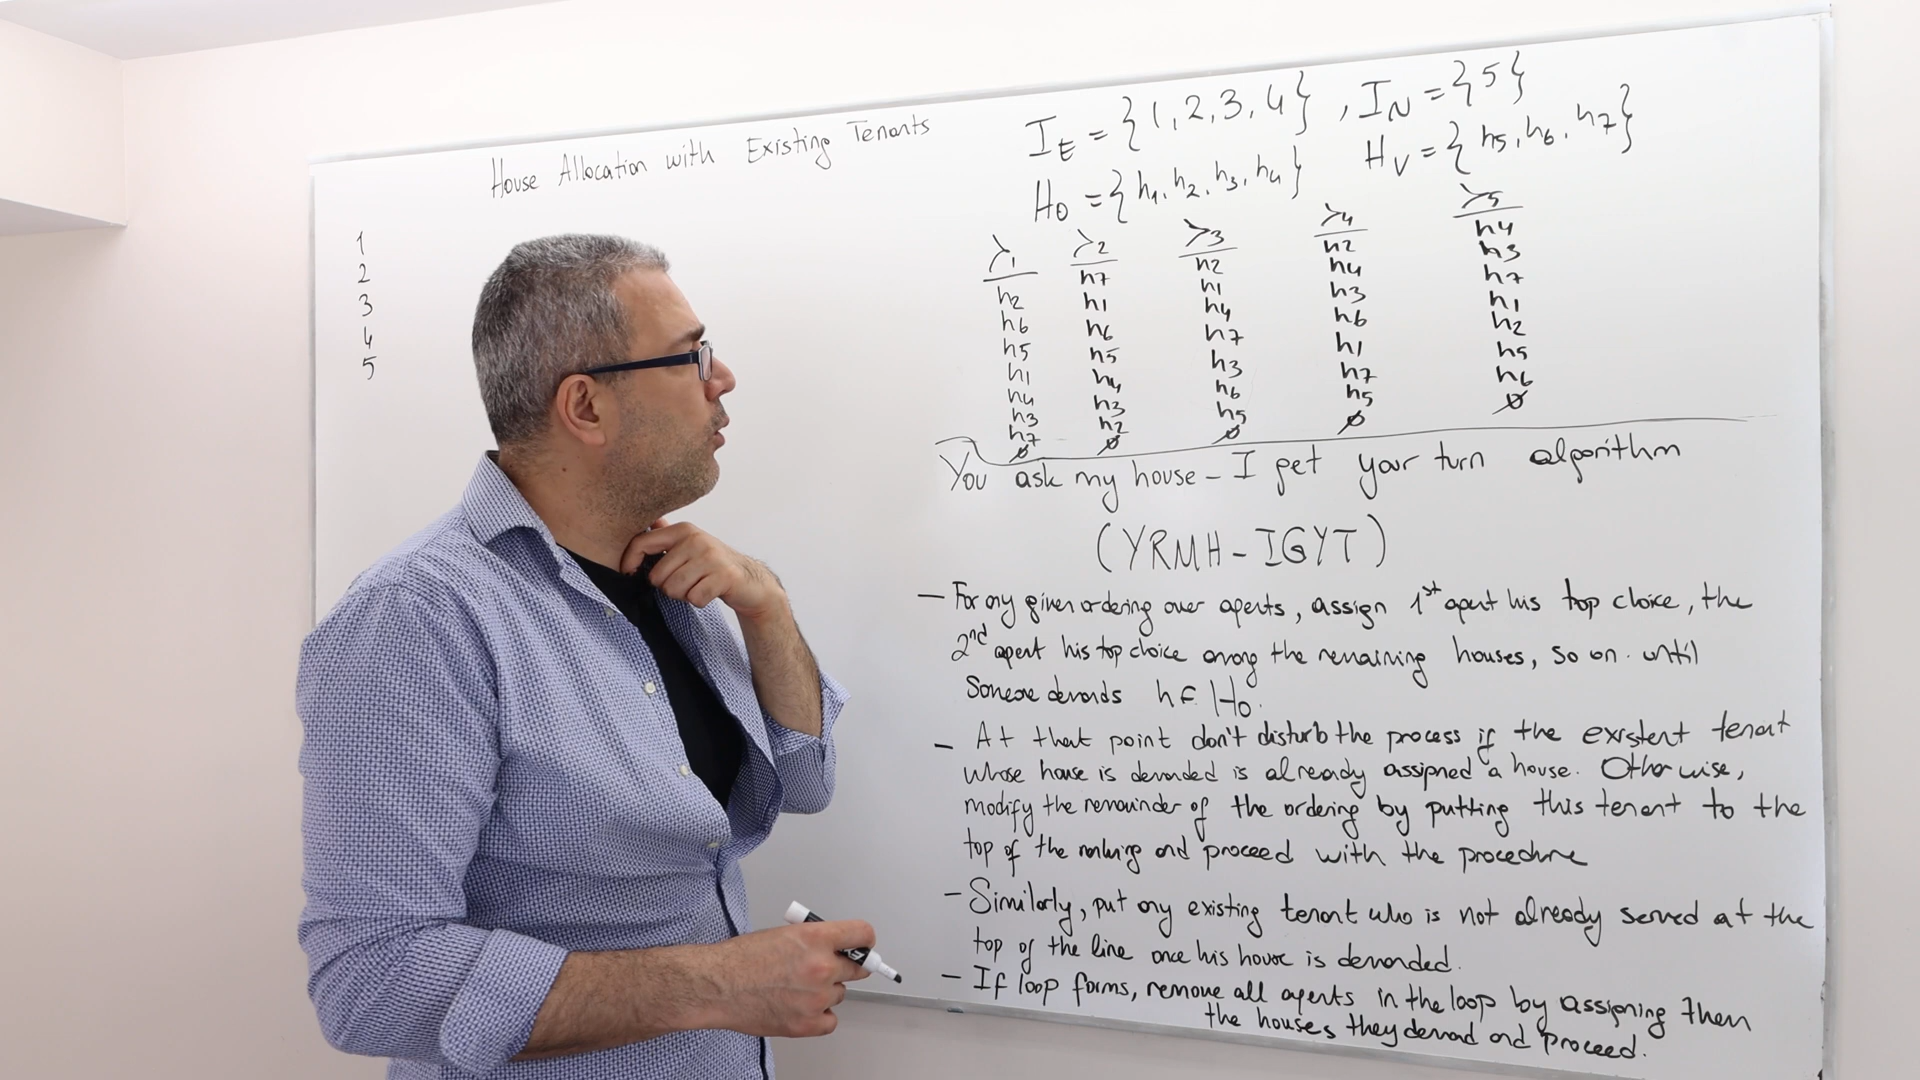 House Allocation with Existing Tenants
1
2
3
4
5
I_E = {1, 2, 3, 4}, I_N = {5}
H_O = {h1, h2, h3, h4} H_V = {h5, h6, h7}
≻1 ≻2 ≻3 ≻4 ≻5
h2 h7 h2 h2 h4
h6 h1 h1 h4 h3
h5 h6 h4 h3 h7
h1 h5 h7 h6 h1
h4 h4 h3 h1 h2
h3 h3 h6 h7 h5
h7 h2 h5 h5 h6
∅ ∅ ∅ ∅ ∅
You ask my house - I get your turn algorithm
(YRMH - IGYT)
- For any given ordering over agents, assign 1st agent his top choice, the
2nd agent his top choice among the remaining houses, so on. until
Someone demands h ∈ H_O.
- At that point don't disturb the process if the existent tenant
whose house is demanded is already assigned a house. Otherwise,
modify the remainder of the ordering by putting this tenant to the
top of the ranking and proceed with the procedure
- Similarly, put any existing tenant who is not already served at the
top of the line once his house is demanded.
- If loop forms, remove all agents in the loop by assigning them
the houses they demand and proceed.